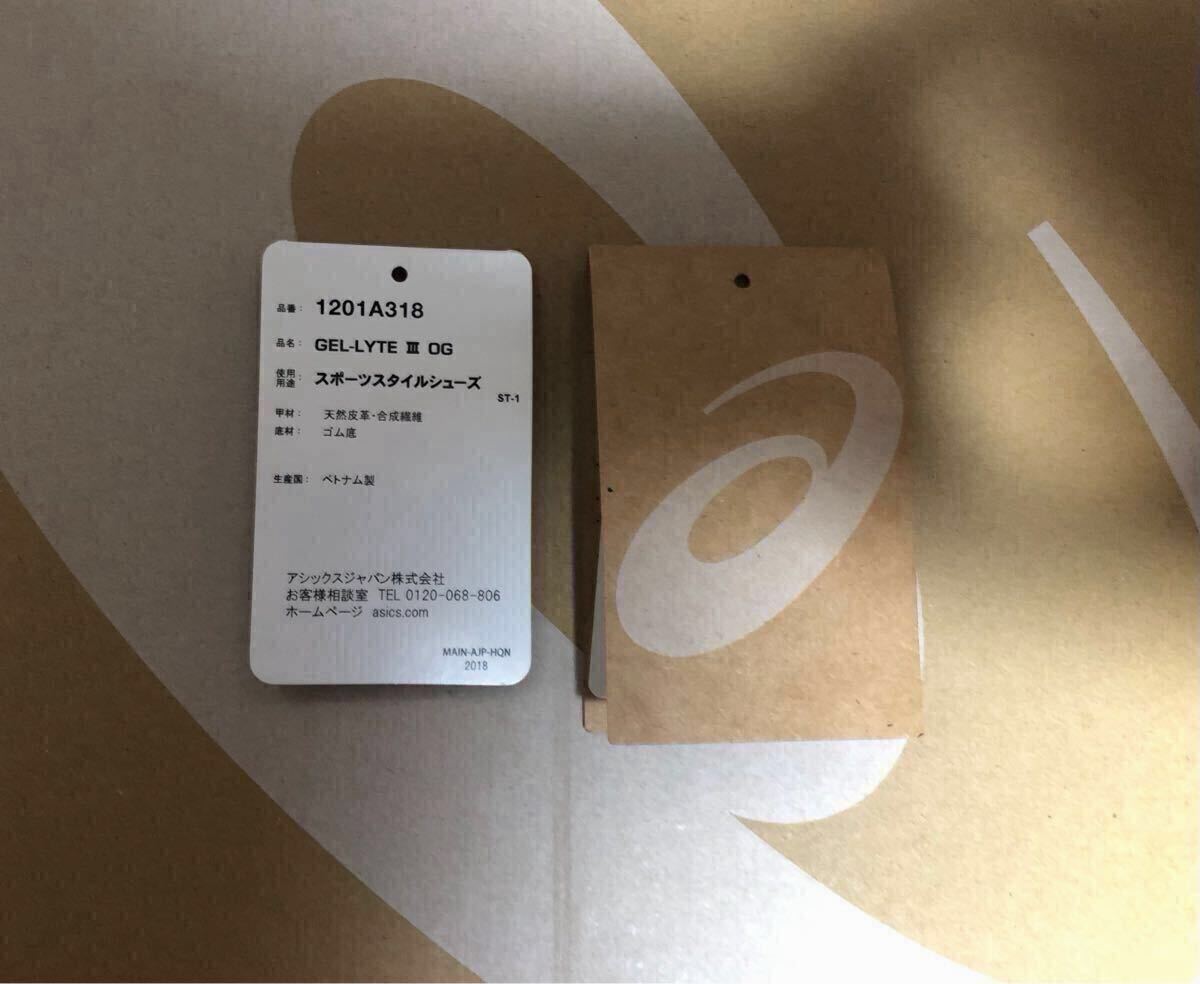 品番： 1201A318
品名： GEL-LYTE Ⅲ OG
使用用途： スポーツスタイルシューズ
ST-1
甲材： 天然皮革・合成繊維
底材： ゴム底
生産国： ベトナム製
アシックスジャパン株式会社
お客様相談室 TEL 0120-068-806
ホームページ asics.com
MAIN-AJP-HQN
2018